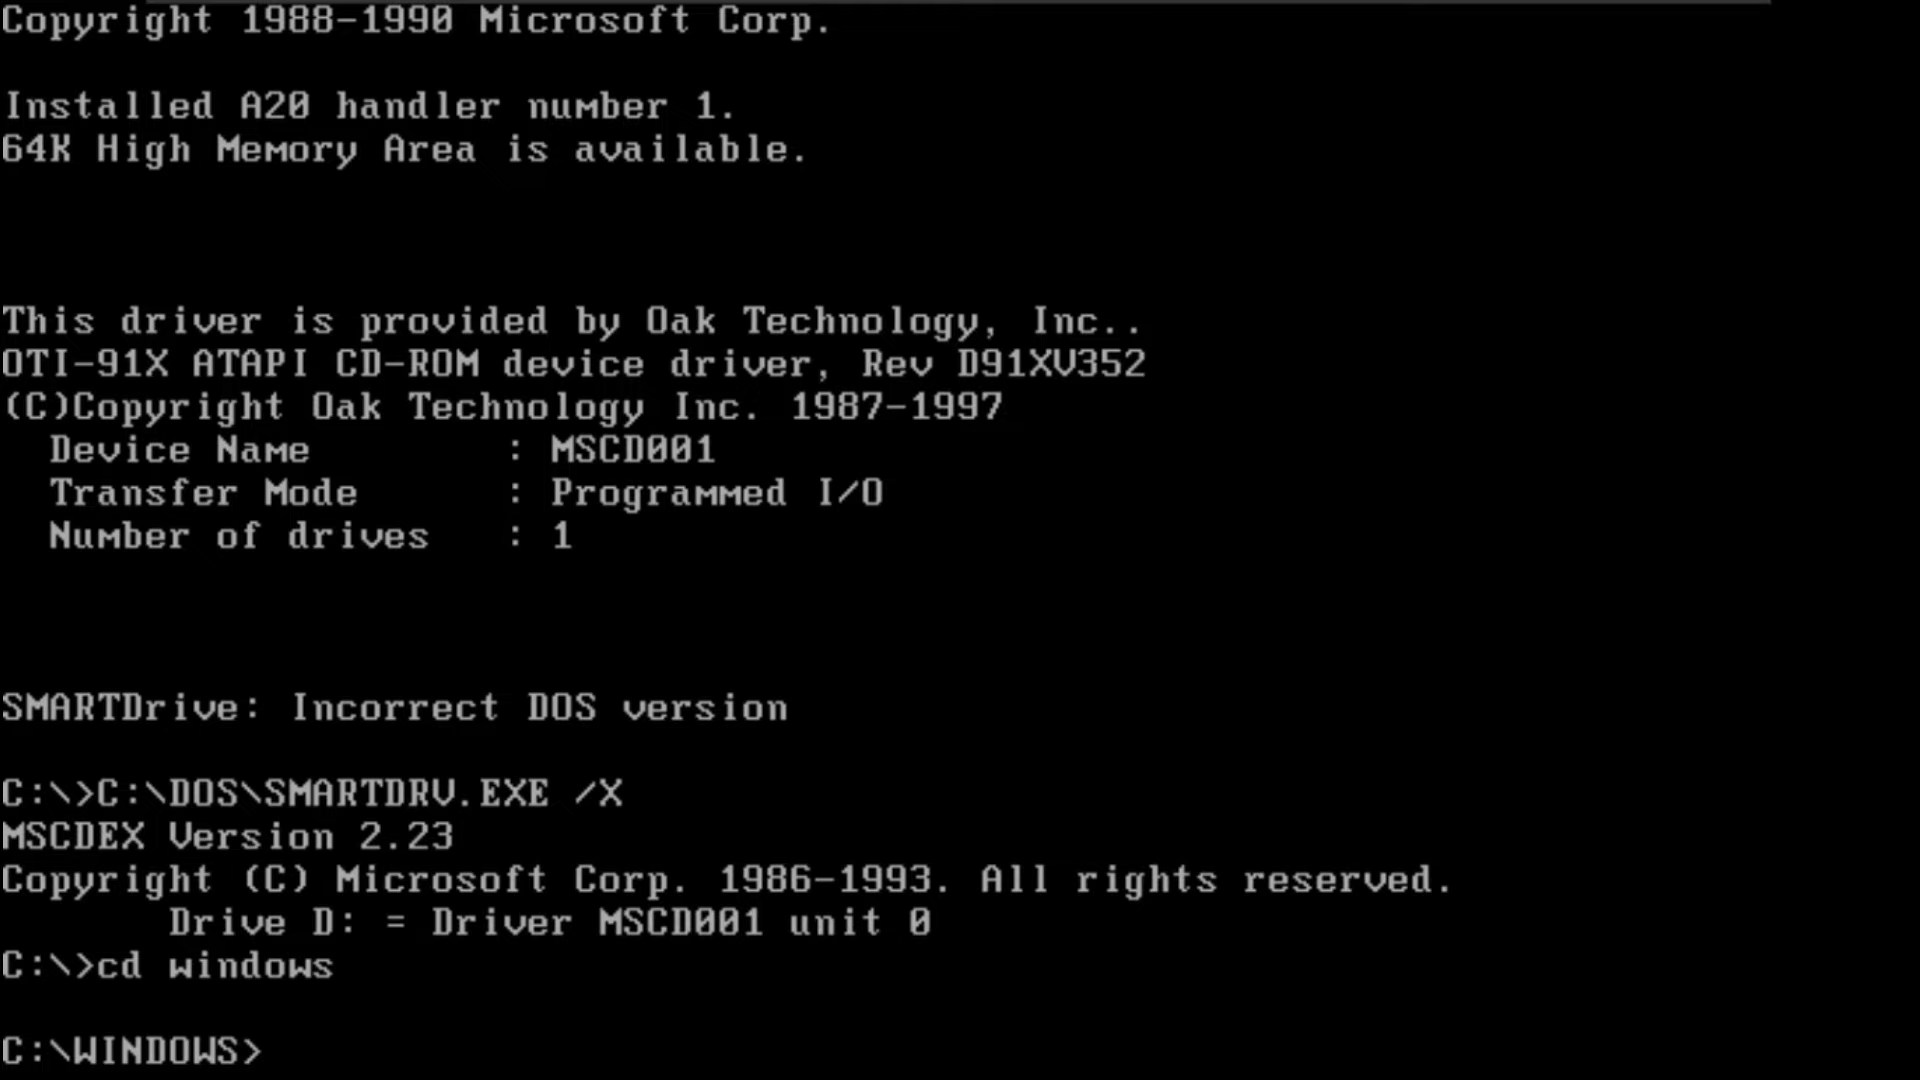 Copyright 1988-1990 Microsoft Corp.
Installed A20 handler number 1.
64K High Memory Area is available.
This driver is provided by Oak Technology, Inc..
OTI-91X ATAPI CD-ROM device driver, Rev D91XV352
(C)Copyright Oak Technology Inc. 1987-1997
Device Name : MSCD001
Transfer Mode : Programmed I/O
Number of drives : 1
SMARTDrive: Incorrect DOS version
C:\>C:\DOS\SMARTDRV.EXE /X
MSCDEX Version 2.23
Copyright (C) Microsoft Corp. 1986-1993. All rights reserved.
Drive D: = Driver MSCD001 unit 0
C:\>cd windows
C:\WINDOWS>